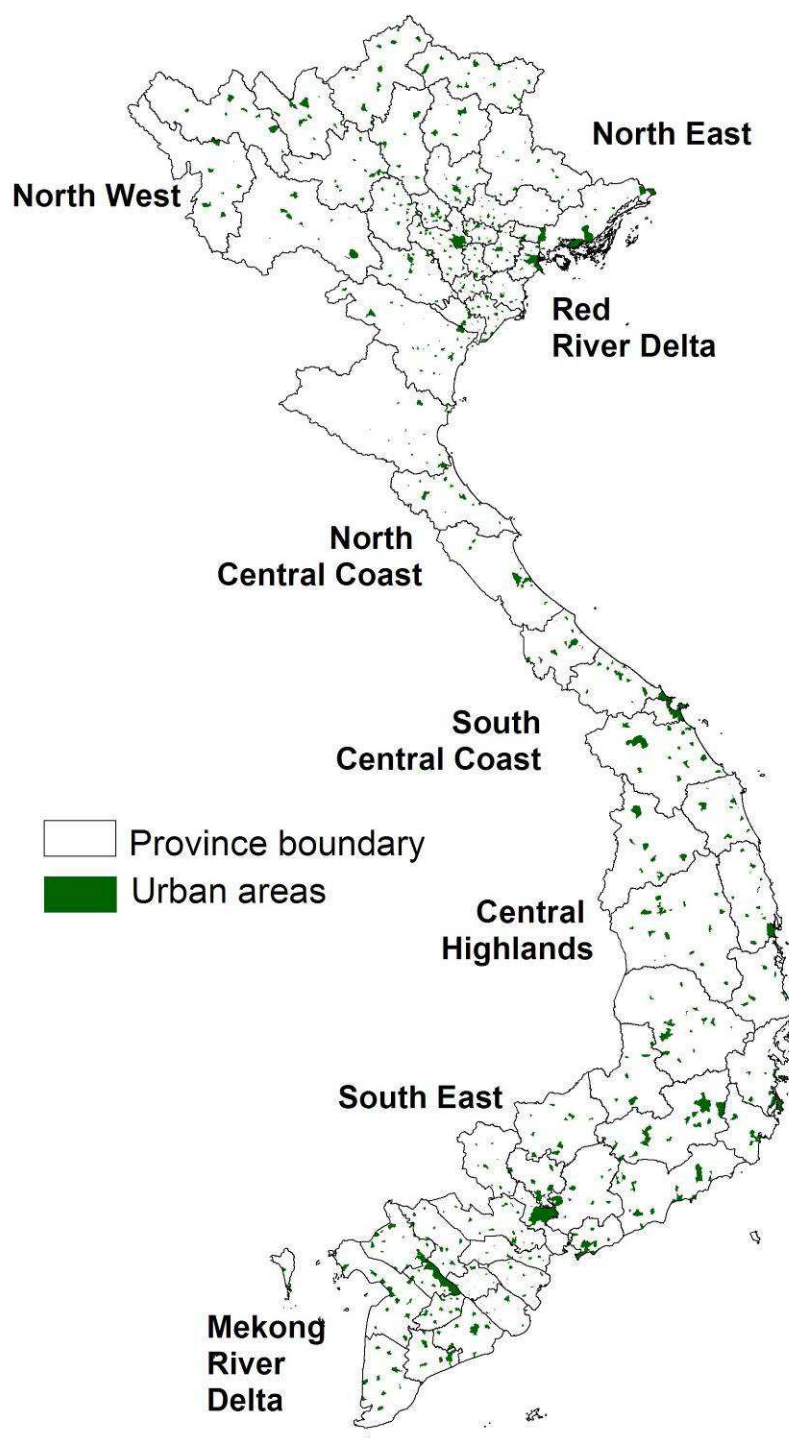 North East
North West
Red
River Delta
North
Central Coast
South
Central Coast
Province boundary
Urban areas
Central
Highlands
South East
Mekong
River
Delta